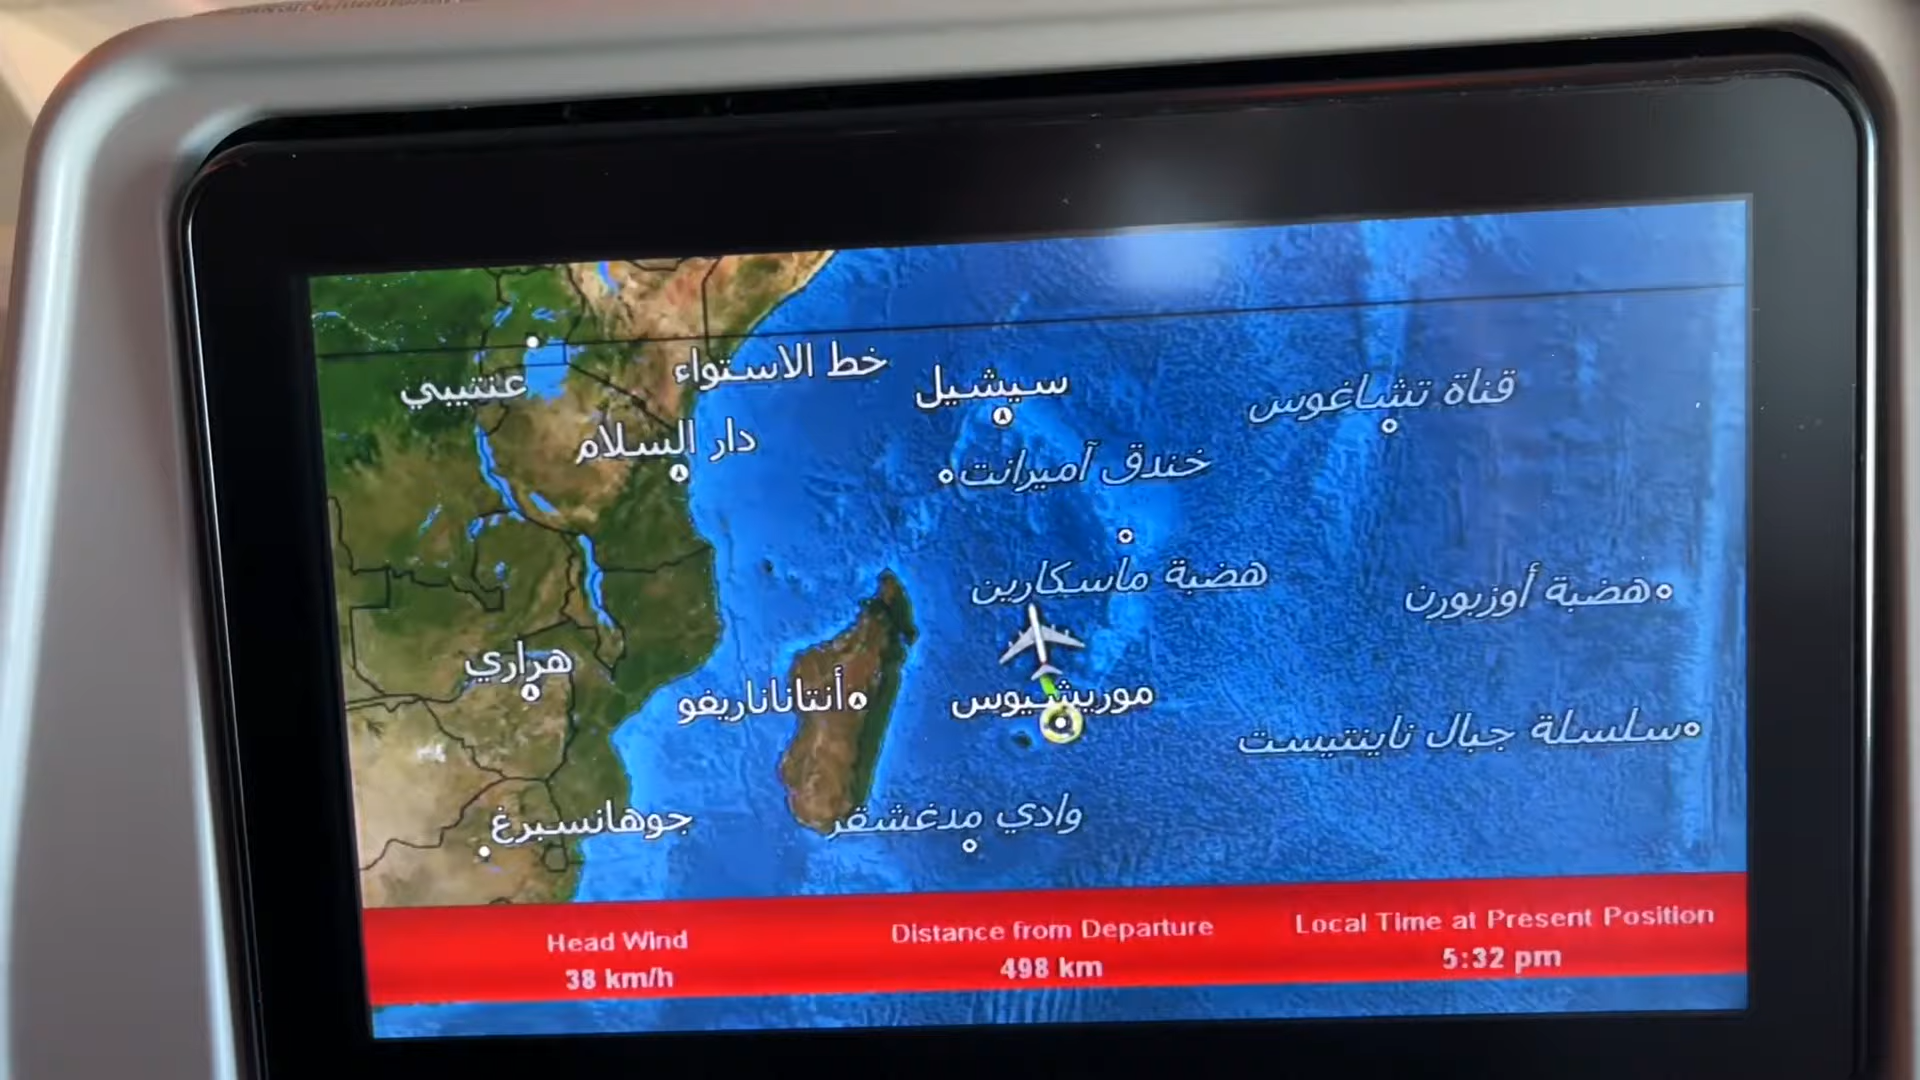 خط الاستواء
سيشيل
عنتيبي
قناة تشاغوس
دار السلام
خندق آميرانت
هضبة ماسكارين
هضبة أوزبورن
هراري
أنتاناناريفو
موريشيوس
سلسلة جبال ناينتيست
جوهانسبرغ
وادي مدغشقر
Head Wind
38 km/h
Distance from Departure
498 km
Local Time at Present Position
5:32 pm